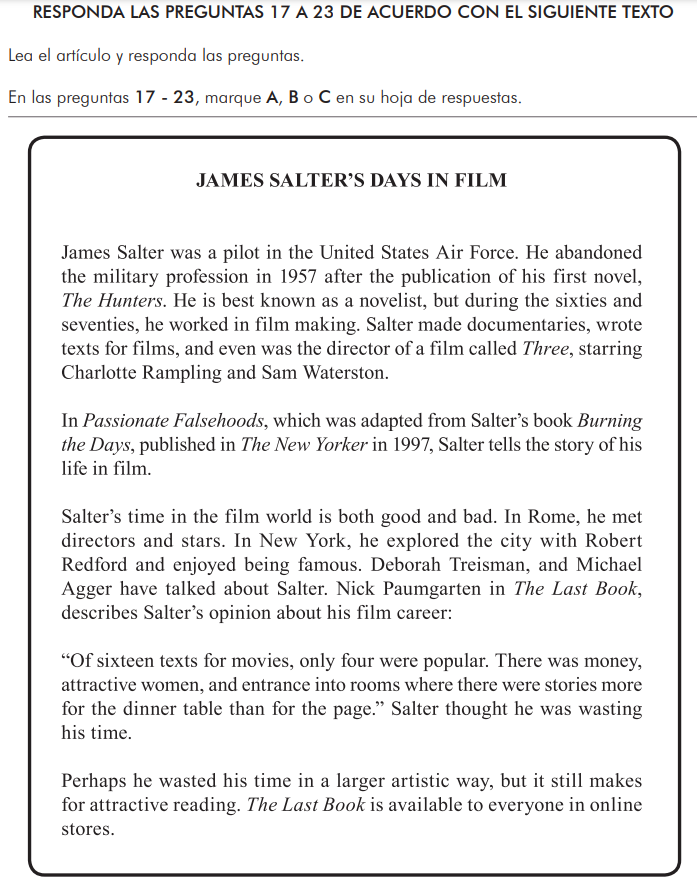 RESPONDA LAS PREGUNTAS 17 A 23 DE ACUERDO CON EL SIGUIENTE TEXTO
Lea el artículo y responda las preguntas.
En las preguntas 17 - 23, marque A, B o C en su hoja de respuestas.
JAMES SALTER’S DAYS IN FILM
James Salter was a pilot in the United States Air Force. He abandoned
the military profession in 1957 after the publication of his first novel,
The Hunters. He is best known as a novelist, but during the sixties and
seventies, he worked in film making. Salter made documentaries, wrote
texts for films, and even was the director of a film called Three, starring
Charlotte Rampling and Sam Waterston.
In Passionate Falsehoods, which was adapted from Salter’s book Burning
the Days, published in The New Yorker in 1997, Salter tells the story of his
life in film.
Salter’s time in the film world is both good and bad. In Rome, he met
directors and stars. In New York, he explored the city with Robert
Redford and enjoyed being famous. Deborah Treisman, and Michael
Agger have talked about Salter. Nick Paumgarten in The Last Book,
describes Salter’s opinion about his film career:
“Of sixteen texts for movies, only four were popular. There was money,
attractive women, and entrance into rooms where there were stories more
for the dinner table than for the page.” Salter thought he was wasting
his time.
Perhaps he wasted his time in a larger artistic way, but it still makes
for attractive reading. The Last Book is available to everyone in online
stores.